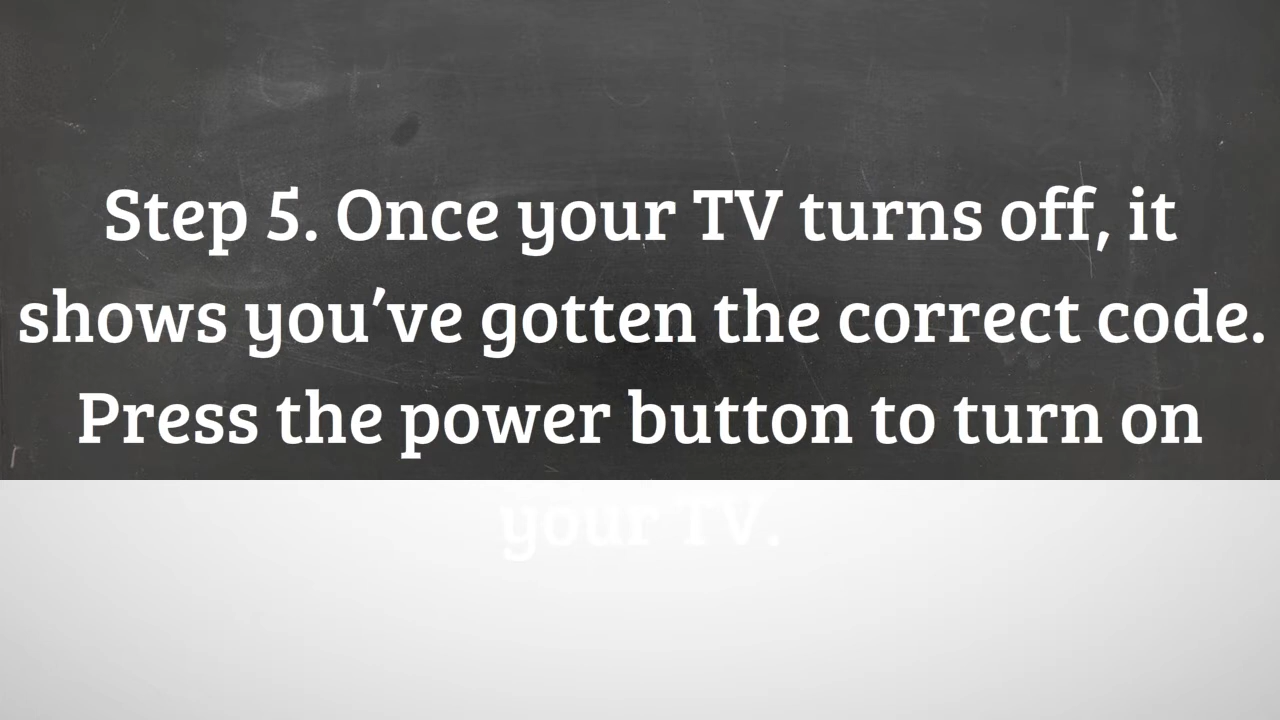 Step 5. Once your TV turns off, it
shows you've gotten the correct code.
Press the power button to turn on
your TV.